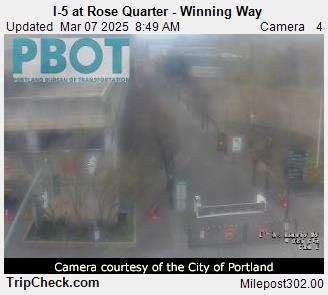 I-5 at Rose Quarter - Winning Way
Updated Mar 07 2025 8:49 AM Camera 4
PBOT
PORTLAND BUREAU OF TRANSPORTATION
Camera courtesy of the City of Portland
TripCheck.com Milepost302.00